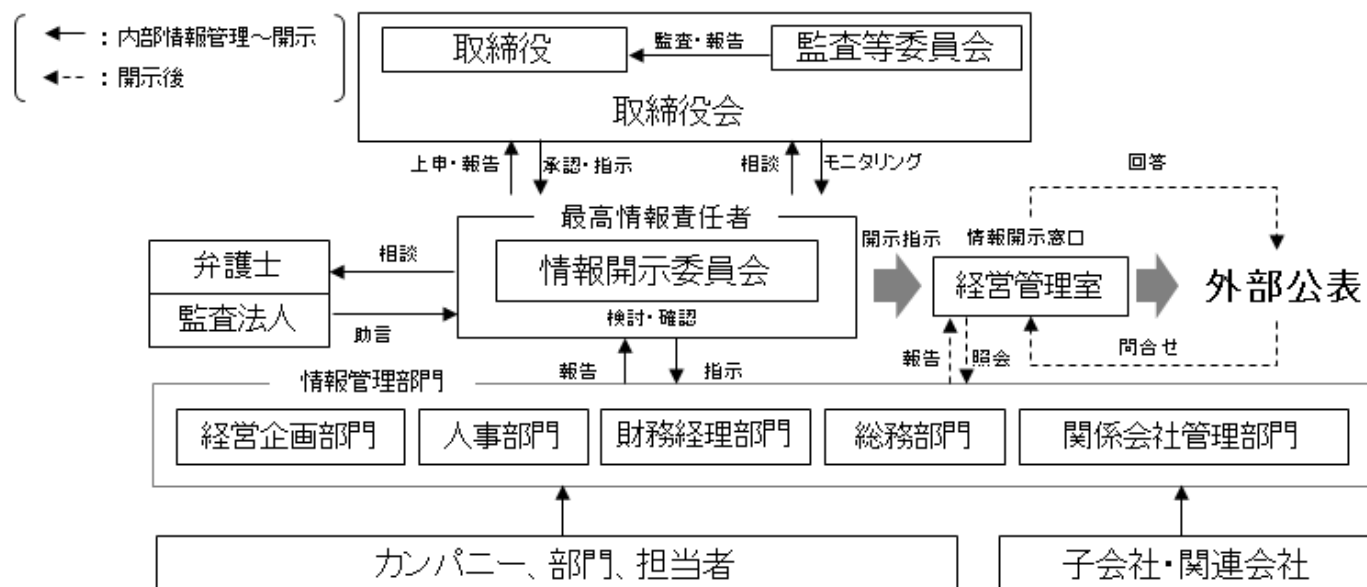 ←：内部情報管理～開示
◀--：開示後
取締役
監査・報告
監査等委員会
取締役会
上申・報告
承認・指示
相談
モニタリング
回答
最高情報責任者
情報開示委員会
検討・確認
弁護士
監査法人
相談
助言
開示指示
情報開示窓口
経営管理室
外部公表
問合せ
報告
指示
報告
照会
情報管理部門
経営企画部門
人事部門
財務経理部門
総務部門
関係会社管理部門
カンパニー、部門、担当者
子会社・関連会社